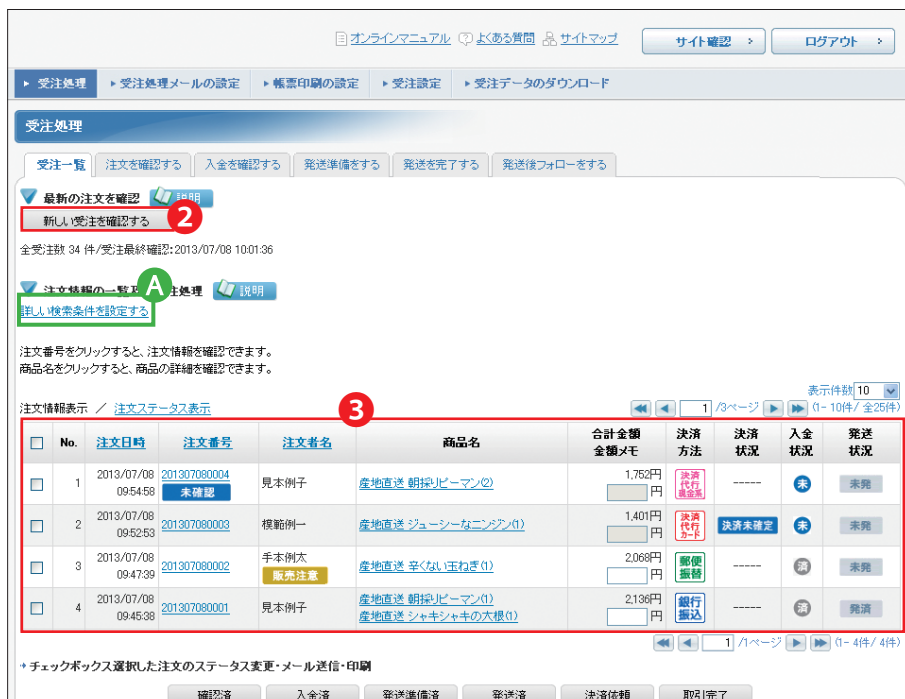 オンラインマニュアル よくある質問 サイトマップ サイト確認 ログアウト
受注処理 受注処理メールの設定 帳票印刷の設定 受注設定 受注データのダウンロード
受注処理
受注一覧 注文を確認する 入金を確認する 発送準備をする 発送を完了する 発送後フォローをする
最新の注文を確認 説明
新しい受注を確認する 2
全受注数 34 件/受注最終確認:2013/07/08 10:01:36
注文情報の一覧 A 注処理 説明
詳しい検索条件を設定する
注文番号をクリックすると、注文情報を確認できます。
商品名をクリックすると、商品の詳細を確認できます。
表示件数 10
注文情報表示 / 注文ステータス表示 3 1 /3ページ (1- 10件/ 全25件)
No. 注文日時 注文番号 注文者名 商品名 合計金額 金額メモ 決済方法 決済状況 入金状況 発送状況
1 2013/07/08 09:54:58 201307080004 未確認 見本例子 産地直送 朝採りピーマン(2) 1,752円 円 決済代行現金系 ----- 未 未発
2 2013/07/08 09:52:53 201307080003 模範例一 産地直送 ジューシーなニンジン(1) 1,401円 円 決済代行カード 決済未確定 未 未発
3 2013/07/08 09:47:39 201307080002 手本例太 販売注意 産地直送 辛くない玉ねぎ(1) 2,068円 円 郵便振替 ----- 済 未発
4 2013/07/08 09:45:38 201307080001 見本例子 産地直送 朝採りピーマン(1) 産地直送 シャキシャキの大根(1) 2,136円 円 銀行振込 ----- 済 発済
1 /1ページ (1- 4件/ 4件)
チェックボックス選択した注文のステータス変更・メール送信・印刷
確認済 入金済 発送準備済 発送済 決済依頼 取引完了